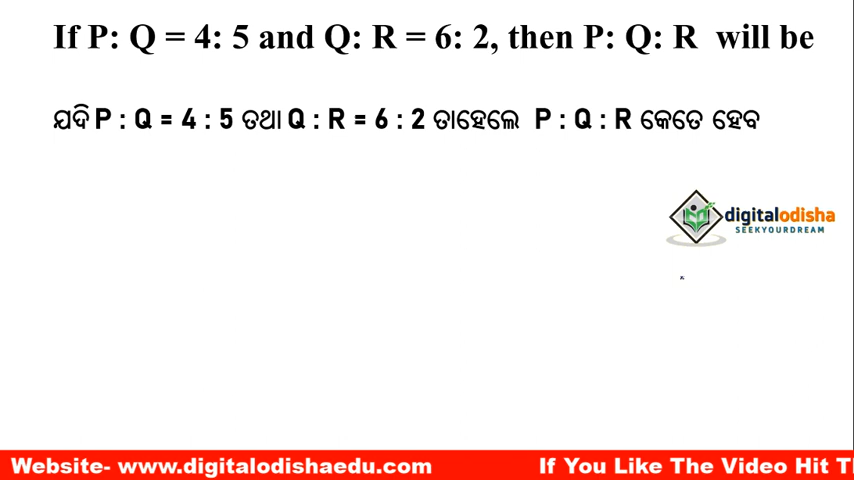 If P: Q = 4: 5 and Q: R = 6: 2, then P: Q: R will be
ଯଦି P : Q = 4 : 5 ତଥା Q : R = 6 : 2 ତାହେଲେ P : Q : R କେତେ ହେବ
digitalodisha
SEEKYOURDREAM
Website- www.digitalodishaedu.com If You Like The Video Hit